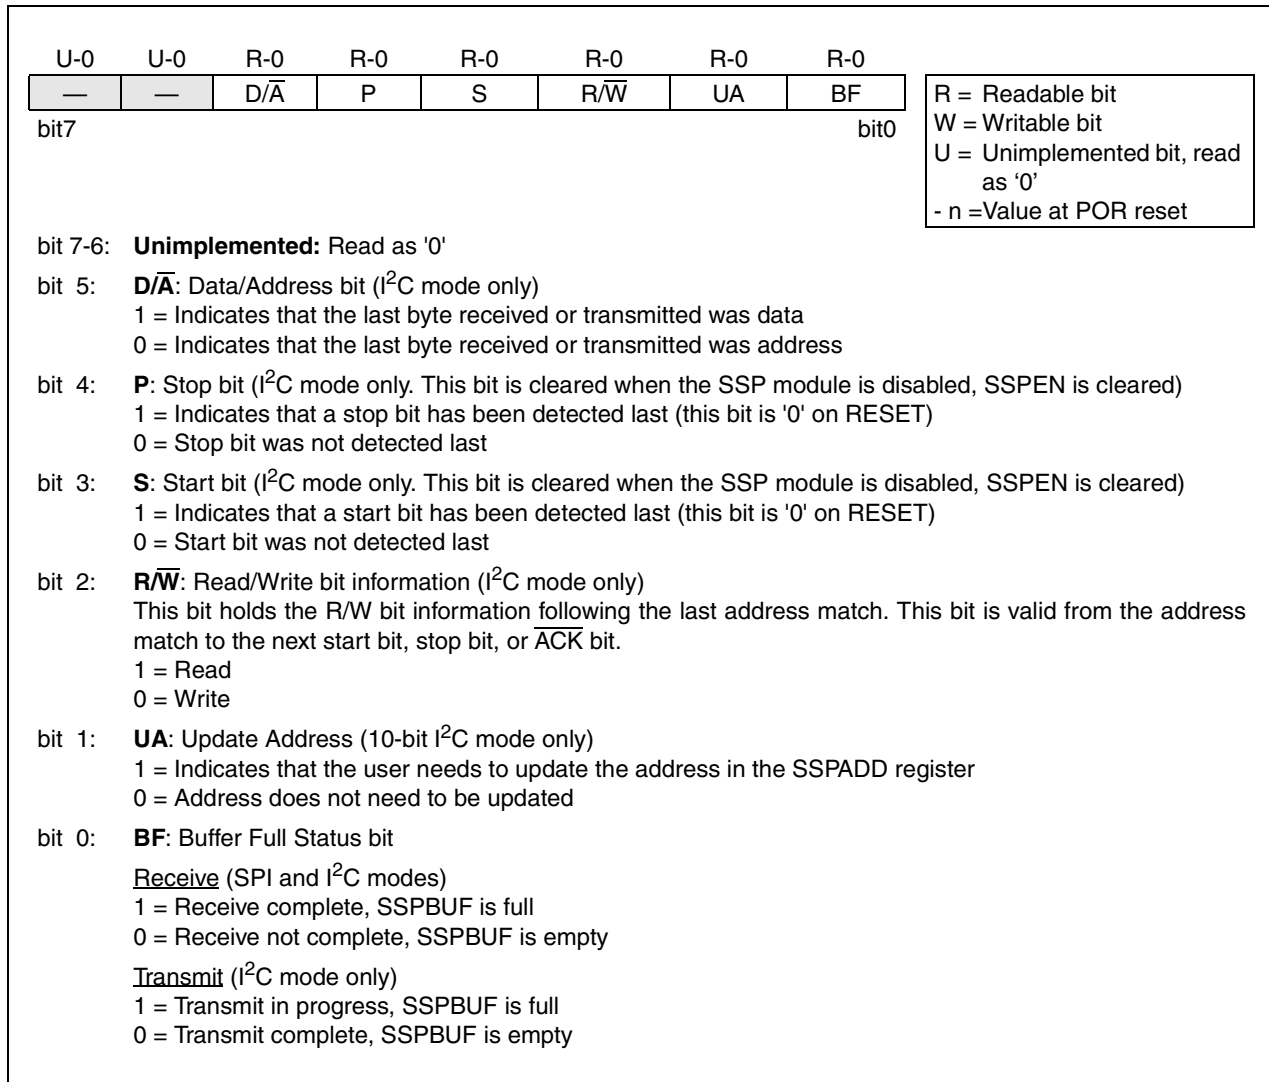 U-0 U-0 R-0 R-0 R-0 R-0 R-0 R-0
— — D/A̅ P S R/W̅ UA BF
bit7 bit0
R = Readable bit
W = Writable bit
U = Unimplemented bit, read
as ‘0’
- n =Value at POR reset
bit 7-6: Unimplemented: Read as '0'
bit 5: D/A̅: Data/Address bit (I²C mode only)
1 = Indicates that the last byte received or transmitted was data
0 = Indicates that the last byte received or transmitted was address
bit 4: P: Stop bit (I²C mode only. This bit is cleared when the SSP module is disabled, SSPEN is cleared)
1 = Indicates that a stop bit has been detected last (this bit is '0' on RESET)
0 = Stop bit was not detected last
bit 3: S: Start bit (I²C mode only. This bit is cleared when the SSP module is disabled, SSPEN is cleared)
1 = Indicates that a start bit has been detected last (this bit is '0' on RESET)
0 = Start bit was not detected last
bit 2: R/W̅: Read/Write bit information (I²C mode only)
This bit holds the R/W bit information following the last address match. This bit is valid from the address
match to the next start bit, stop bit, or A̅C̅K̅ bit.
1 = Read
0 = Write
bit 1: UA: Update Address (10-bit I²C mode only)
1 = Indicates that the user needs to update the address in the SSPADD register
0 = Address does not need to be updated
bit 0: BF: Buffer Full Status bit
Receive (SPI and I²C modes)
1 = Receive complete, SSPBUF is full
0 = Receive not complete, SSPBUF is empty
Transmit (I²C mode only)
1 = Transmit in progress, SSPBUF is full
0 = Transmit complete, SSPBUF is empty